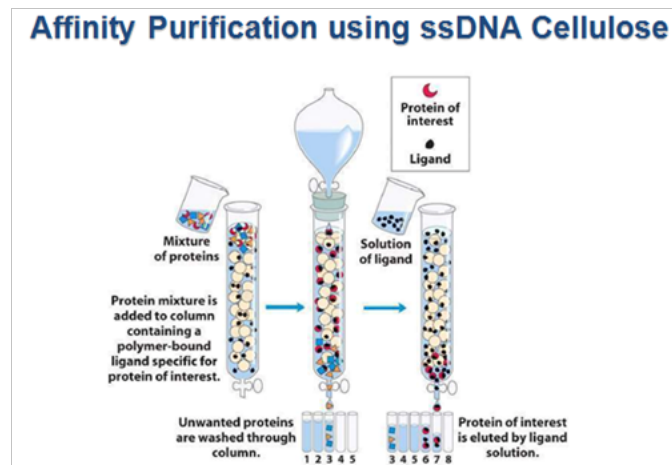 Affinity Purification using ssDNA Cellulose
Protein of
interest
Ligand
Mixture
of proteins
Solution
of ligand
Protein mixture is
added to column
containing a
polymer-bound
ligand specific for
protein of interest.
Unwanted proteins
are washed through
column.
1 2 3 4 5
3 4 5 6 7 8
Protein of interest
is eluted by ligand
solution.